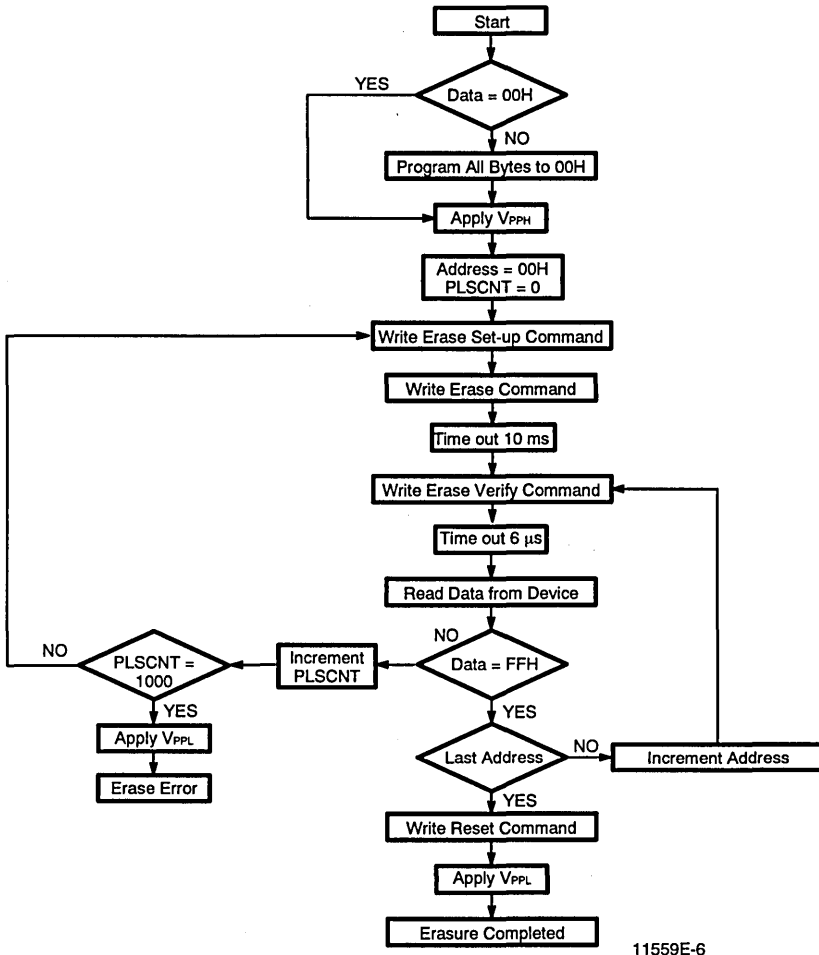 Start
YES
Data = 00H
NO
Program All Bytes to 00H
Apply VPPH
Address = 00H
PLSCNT = 0
Write Erase Set-up Command
Write Erase Command
Time out 10 ms
Write Erase Verify Command
Time out 6 μs
Read Data from Device
NO
NO
PLSCNT =
1000
Increment
PLSCNT
Data = FFH
YES
YES
Apply VPPL
Last Address
NO
Increment Address
Erase Error
YES
Write Reset Command
Apply VPPL
Erasure Completed
11559E-6